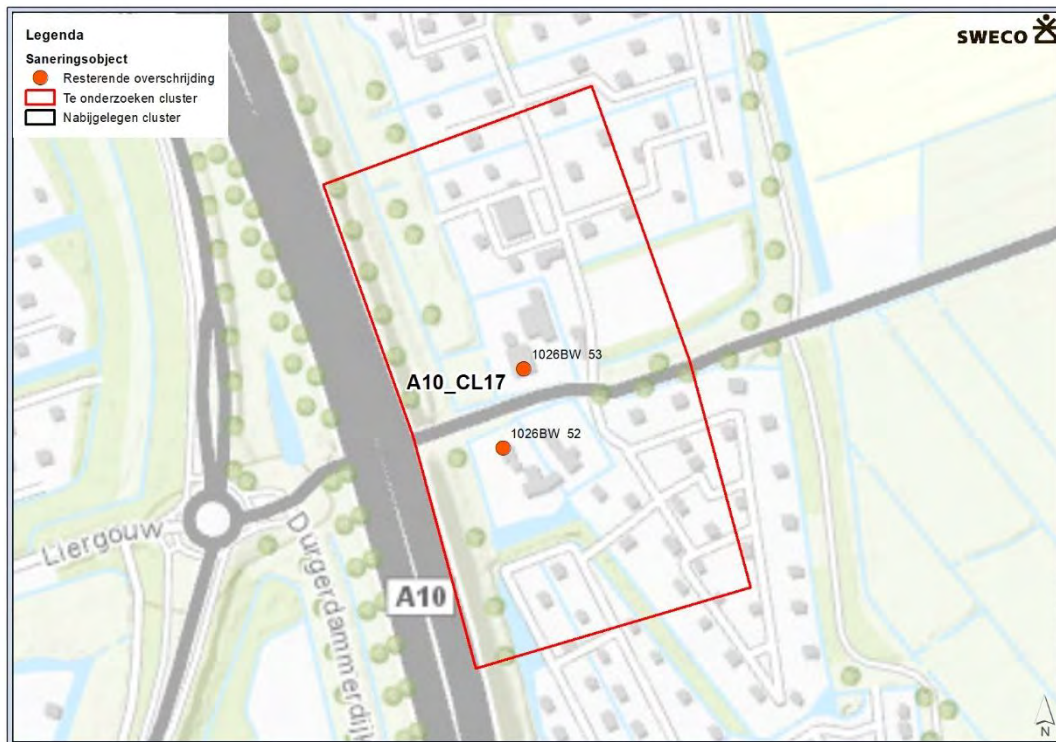 Legenda
Saneringsobject
Resterende overschrijding
Te onderzoeken cluster
Nabijgelegen cluster
SWECO
1026BW 53
A10_CL17
1026BW 52
Liergouw
Durgerdammerdijk
A10
N